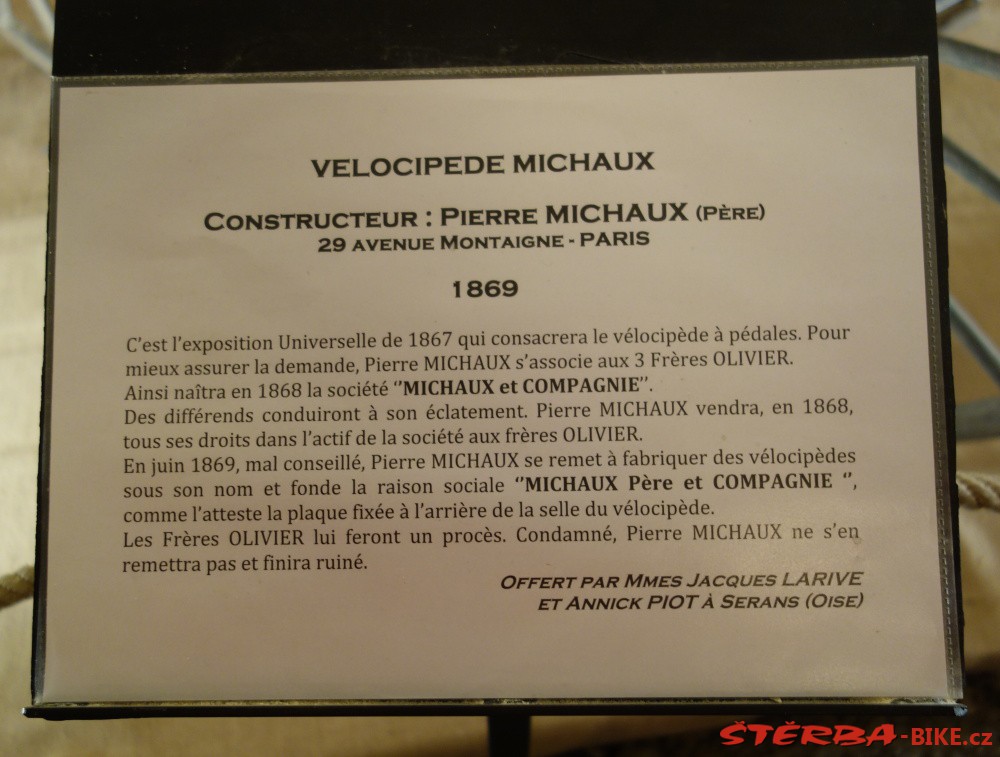 VELOCIPEDE MICHAUX
CONSTRUCTEUR : PIERRE MICHAUX (PÈRE)
29 AVENUE MONTAIGNE - PARIS
1869
C'est l'exposition Universelle de 1867 qui consacrera le vélocipède à pédales. Pour
mieux assurer la demande, Pierre MICHAUX s'associe aux 3 Frères OLIVIER.
Ainsi naîtra en 1868 la société ‘’MICHAUX et COMPAGNIE’’.
Des différends conduiront à son éclatement. Pierre MICHAUX vendra, en 1868,
tous ses droits dans l'actif de la société aux frères OLIVIER.
En juin 1869, mal conseillé, Pierre MICHAUX se remet à fabriquer des vélocipèdes
sous son nom et fonde la raison sociale ‘’MICHAUX Père et COMPAGNIE ‘’,
comme l'atteste la plaque fixée à l'arrière de la selle du vélocipède.
Les Frères OLIVIER lui feront un procès. Condamné, Pierre MICHAUX ne s'en
remettra pas et finira ruiné.
OFFERT PAR MMES JACQUES LARIVE
ET ANNICK PIOT À SERANS (OISE)
ŠTĚRBA-BIKE.cz